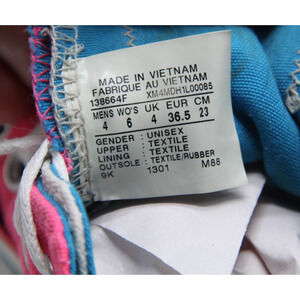 MADE IN VIETNAM
FABRIQUE AU VIETNAM
138664F XM4MDH1L00085
MENS WO'S UK EUR CM
4 6 4 36.5 23
GENDER : UNISEX
UPPER : TEXTILE
LINING : TEXTILE
OUTSOLE : TEXTILE/RUBBER
GK 1301 M88